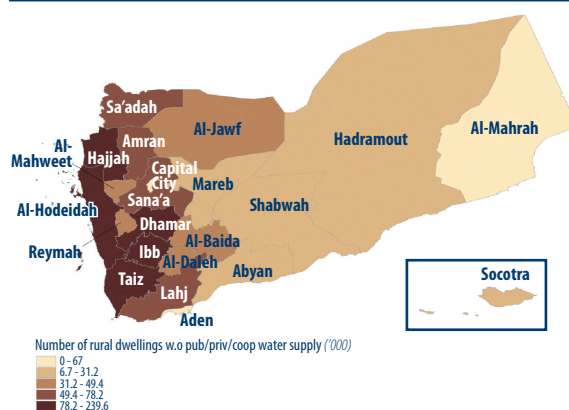 Sa'adah
Al-
Mahweet
Amran
Al-Jawf
Hadramout
Al-Mahrah
Hajjah
Capital
City
Mareb
Sana'a
Shabwah
Al-Hodeidah
Dhamar
Reymah
Al-Baida
Ibb
Al-Daleh
Abyan
Taiz
Lahj
Socotra
Aden
Number of rural dwellings w.o pub/priv/coop water supply ('000)
0 - 67
6.7 - 31.2
31.2 - 49.4
49.4 - 78.2
78.2 - 239.6